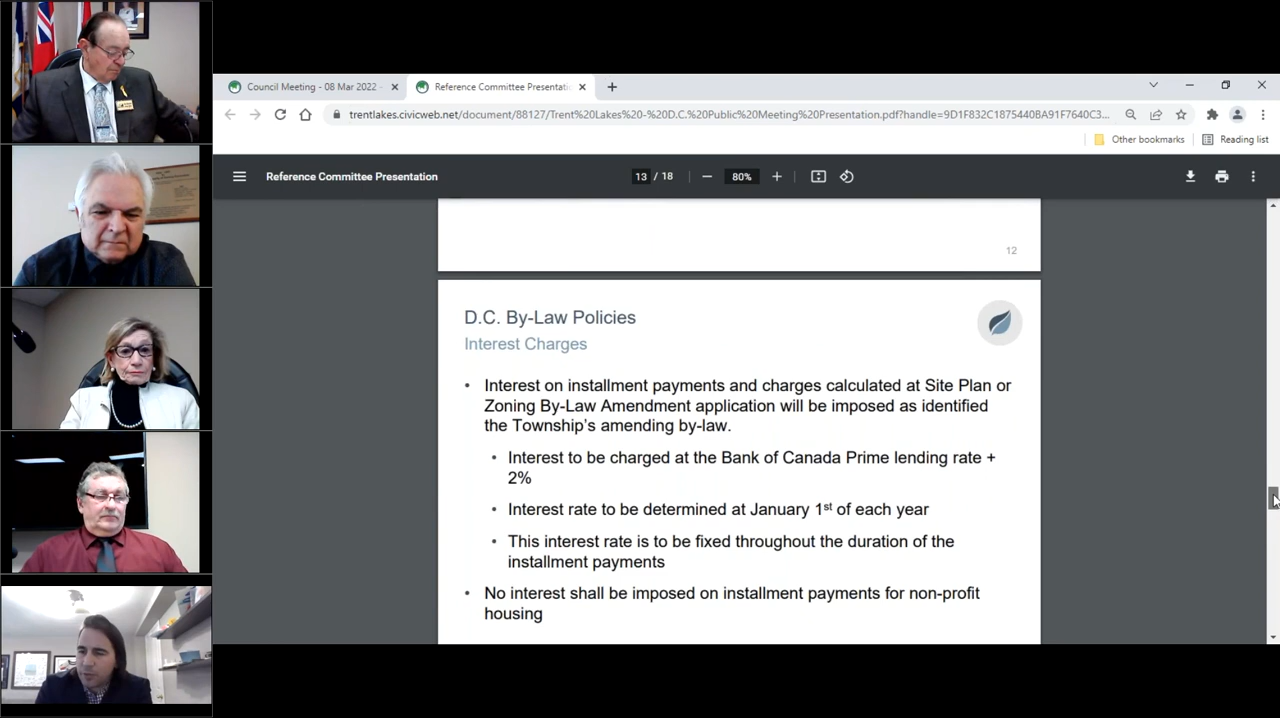 Council Meeting - 08 Mar 2022 -
Reference Committee Presentati
trentlakes.civicweb.net/document/88127/Trent%20Lakes%20-%20D.C.%20Public%20Meeting%20Presentation.pdf?handle=9D1F832C1875440BA91F7640C3...
Other bookmarks
Reading list
Reference Committee Presentation
13 / 18
80%
12
D.C. By-Law Policies
Interest Charges
• Interest on installment payments and charges calculated at Site Plan or
Zoning By-Law Amendment application will be imposed as identified
the Township's amending by-law.
• Interest to be charged at the Bank of Canada Prime lending rate +
2%
• Interest rate to be determined at January 1st of each year
• This interest rate is to be fixed throughout the duration of the
installment payments
• No interest shall be imposed on installment payments for non-profit
housing